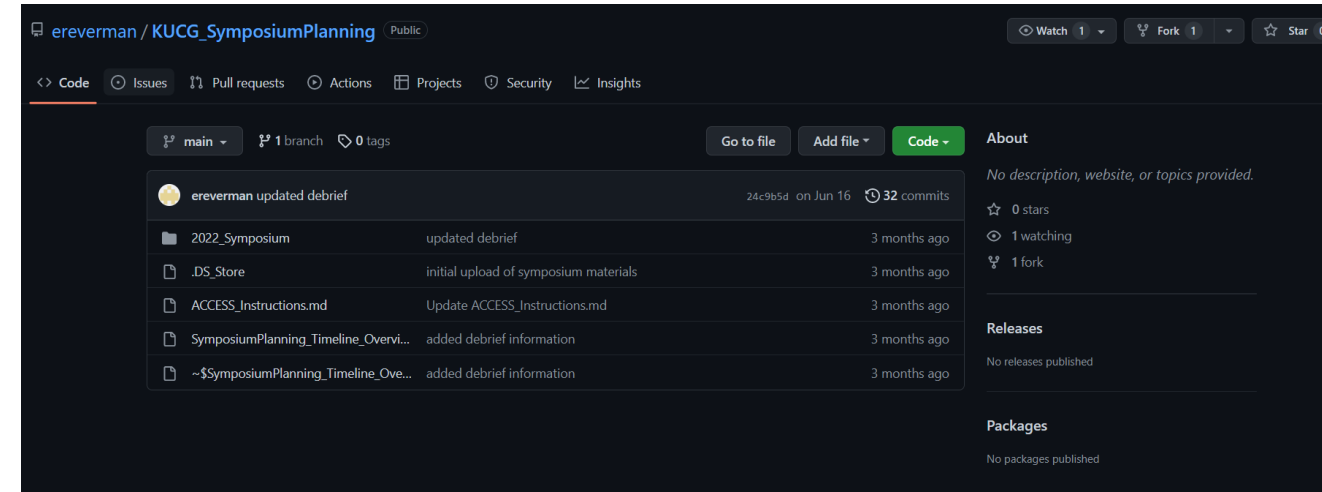 ereverman / KUCG_SymposiumPlanning Public
Watch 1 Fork 1 Star 0
Code Issues Pull requests Actions Projects Security Insights
main 1 branch 0 tags Go to file Add file Code
ereverman updated debrief 24c9b5d on Jun 16 32 commits
2022_Symposium updated debrief 3 months ago
.DS_Store initial upload of symposium materials 3 months ago
ACCESS_Instructions.md Update ACCESS_Instructions.md 3 months ago
SymposiumPlanning_Timeline_Overvi... added debrief information 3 months ago
~$SymposiumPlanning_Timeline_Ove... added debrief information 3 months ago
About
No description, website, or topics provided.
0 stars
1 watching
1 fork
Releases
No releases published
Packages
No packages published